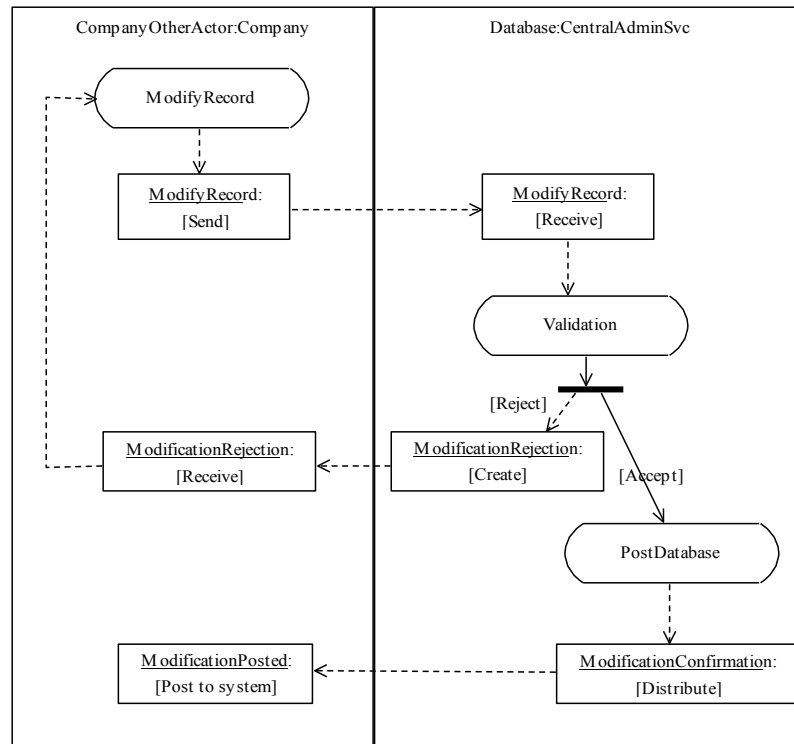 CompanyOtherActor:Company
Database:CentralAdminSvc
ModifyRecord
ModifyRecord:
[Send]
ModifyRecord:
[Receive]
Validation
[Reject]
ModificationRejection:
[Receive]
ModificationRejection:
[Create]
[Accept]
PostDatabase
ModificationPosted:
[Post to system]
ModificationConfirmation:
[Distribute]